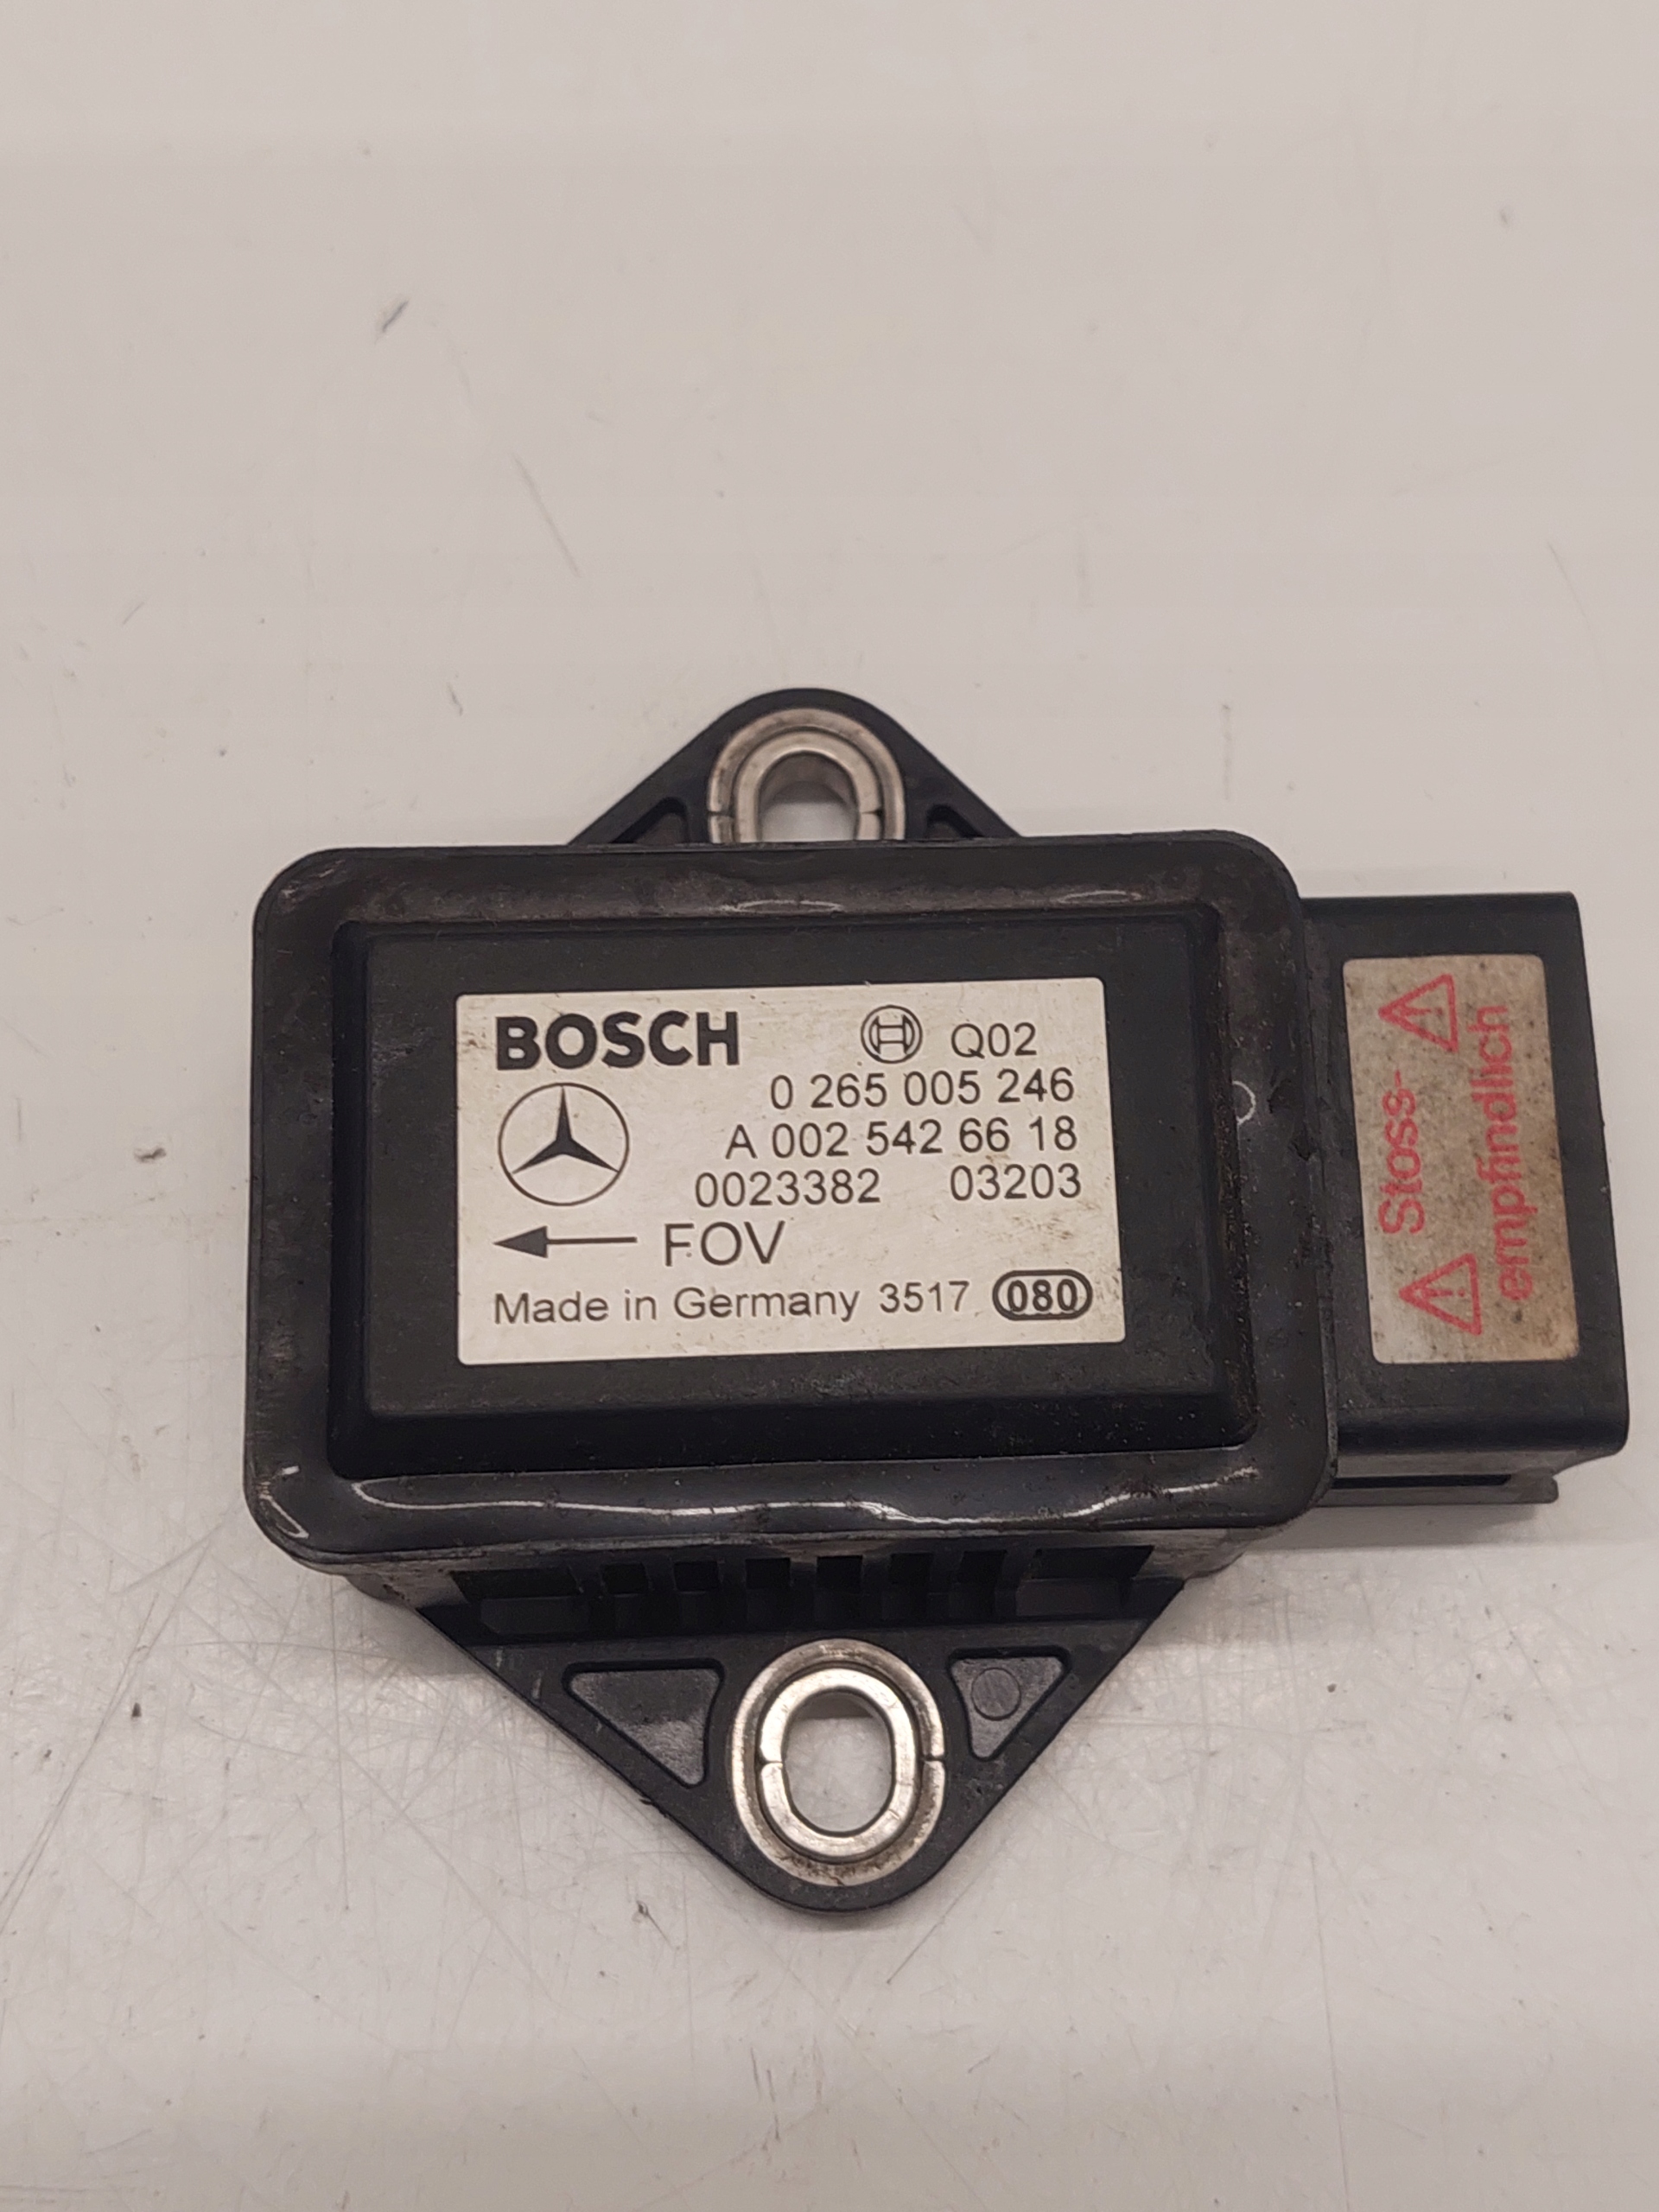 BOSCH Q02
0 265 005 246
A 002 542 66 18
0023382 03203
FOV
Made in Germany 3517 080
Stoss-
empfindlich